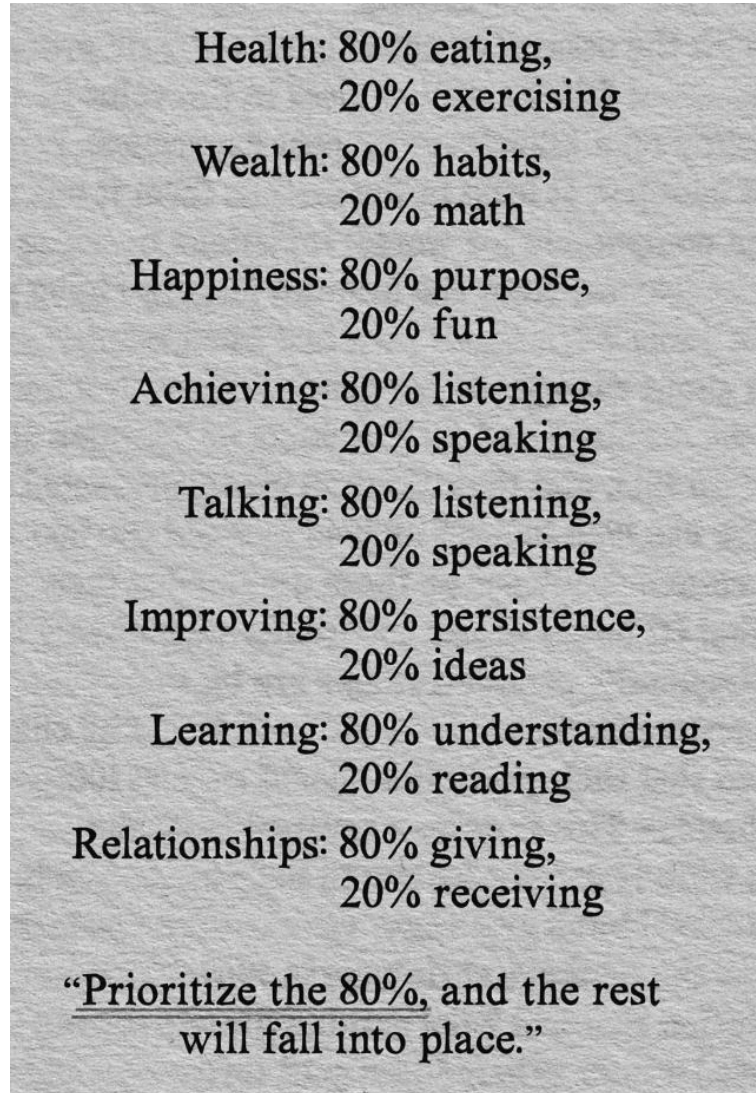 Health: 80% eating,
20% exercising
Wealth: 80% habits,
20% math
Happiness: 80% purpose,
20% fun
Achieving: 80% listening,
20% speaking
Talking: 80% listening,
20% speaking
Improving: 80% persistence,
20% ideas
Learning: 80% understanding,
20% reading
Relationships: 80% giving,
20% receiving
“Prioritize the 80%, and the rest
will fall into place.”